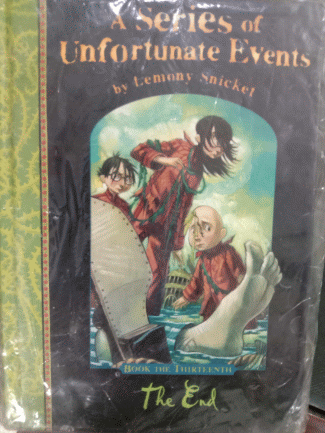 A Series of
Unfortunate Events
by Lemony Snicket
BOOK THE THIRTEENTH
The End